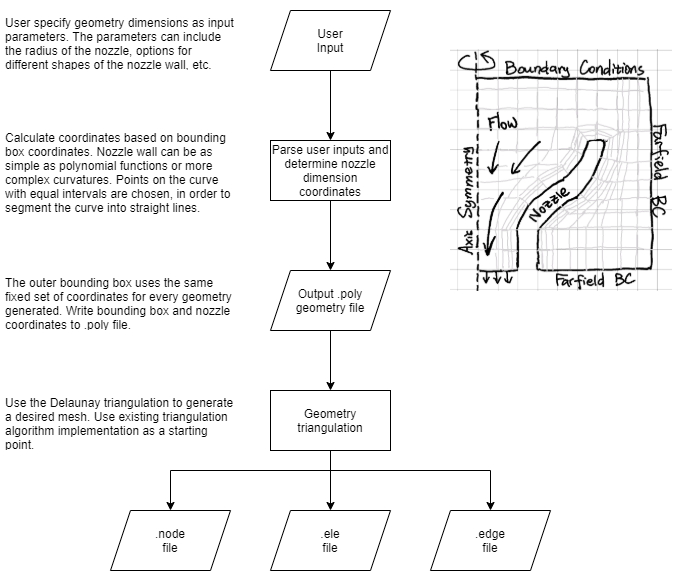 User specify geometry dimensions as input
parameters. The parameters can include
the radius of the nozzle, options for
different shapes of the nozzle wall, etc.
User
Input
Calculate coordinates based on bounding
box coordinates. Nozzle wall can be as
simple as polynomial functions or more
complex curvatures. Points on the curve
with equal intervals are chosen, in order to
segment the curve into straight lines.
Parse user inputs and
determine nozzle
dimension
coordinates
The outer bounding box uses the same
fixed set of coordinates for every geometry
generated. Write bounding box and nozzle
coordinates to .poly file.
Output .poly
geometry file
Use the Delaunay triangulation to generate
a desired mesh. Use existing triangulation
algorithm implementation as a starting
point.
Geometry
triangulation
.node
file
.ele
file
.edge
file
Boundary Conditions
Flow
Axis Symmetry
Nozzle
Farfield BC
Farfield BC